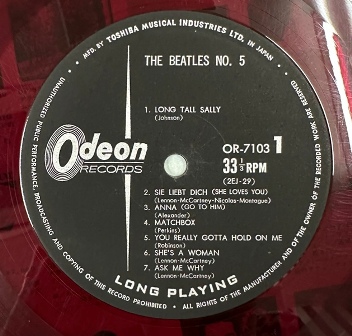 MFD. BY TOSHIBA MUSICAL INDUSTRIES LTD. IN JAPAN
THE BEATLES NO. 5
1. LONG TALL SALLY
(Johnson)
Odeon
RECORDS
OR-7103 1
33 1/3 RPM
(2EJ-29)
2. SIE LIEBT DICH (SHE LOVES YOU)
(Lennon-McCartney-Nicolas-Montague)
3. ANNA (GO TO HIM)
(Alexander)
4. MATCHBOX
(Perkins)
5. YOU REALLY GOTTA HOLD ON ME
(Robinson)
6. SHE'S A WOMAN
(Lennon-McCartney)
7. ASK ME WHY
(Lennon-McCartney)
LONG PLAYING
UNAUTHORIZED PUBLIC PERFORMANCE, BROADCASTING AND COPYING OF THIS RECORD PROHIBITED • ALL RIGHTS OF THE MANUFACTURER AND OF THE OWNER OF THE RECORDED WORK ARE RESERVED